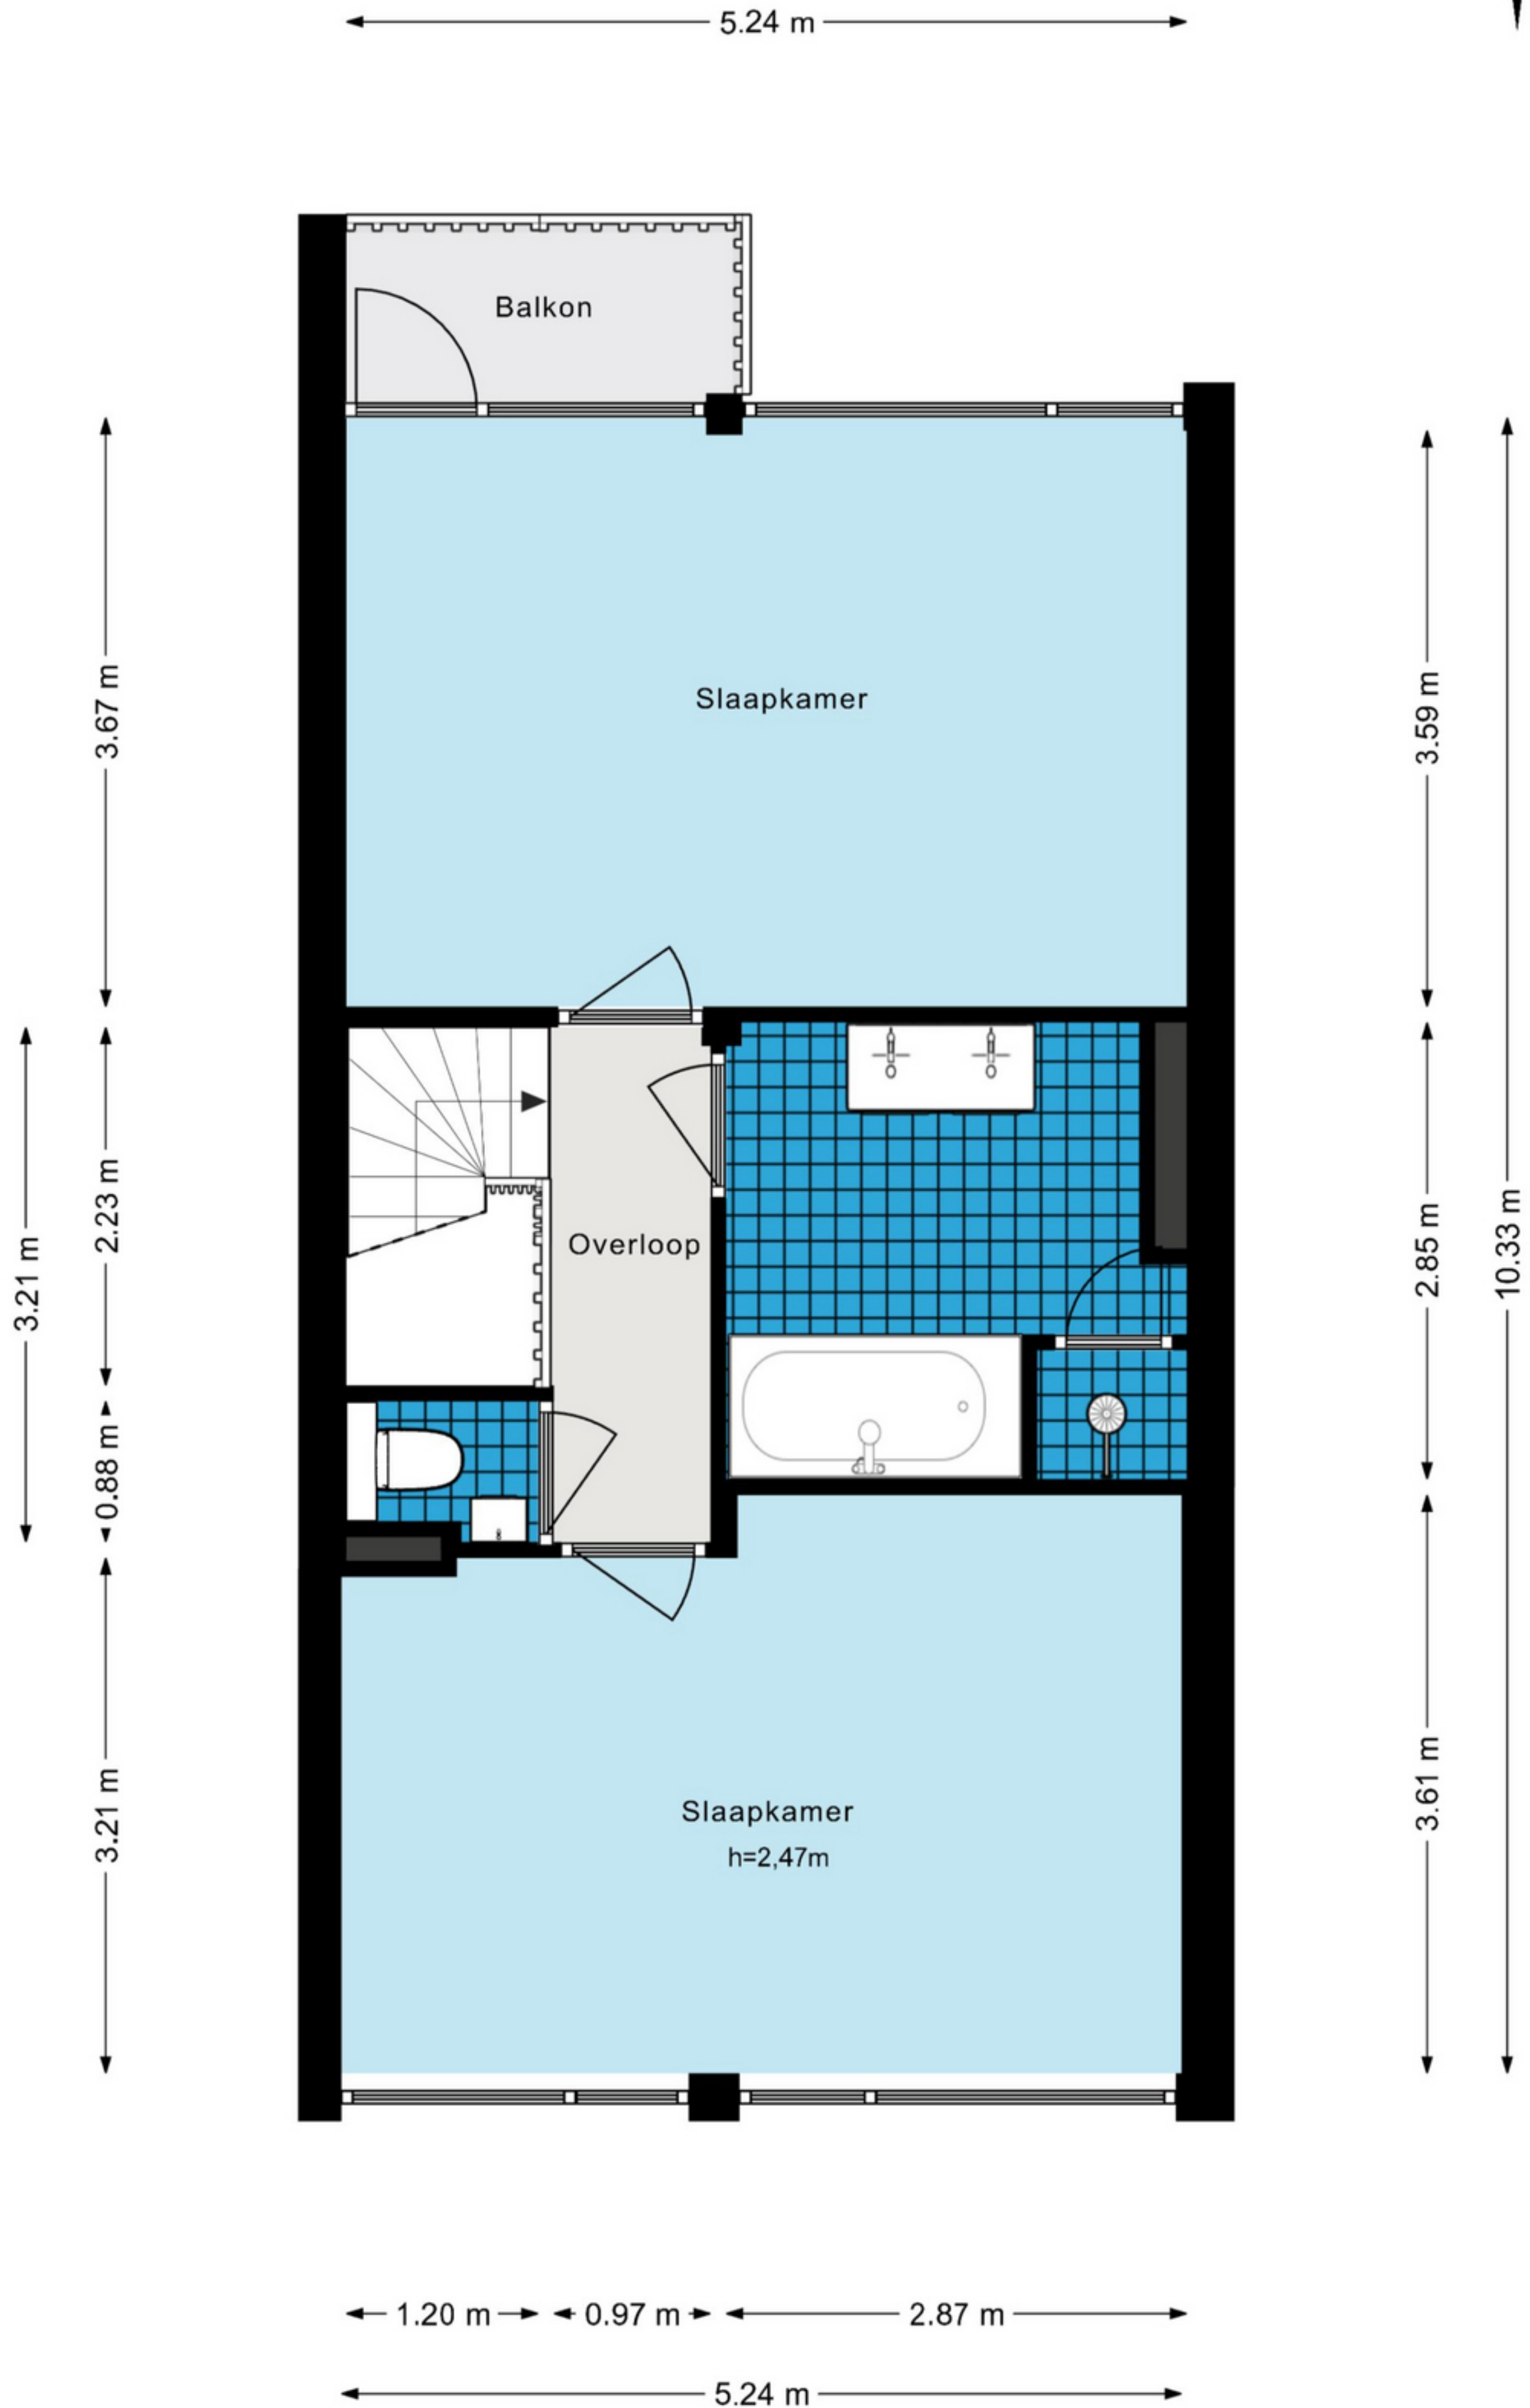 5.24 m
Balkon
3.67 m
Slaapkamer
3.59 m
3.21 m
2.23 m
Overloop
2.85 m
10.33 m
0.88 m
3.21 m
Slaapkamer
h=2,47m
3.61 m
1.20 m
0.97 m
2.87 m
5.24 m